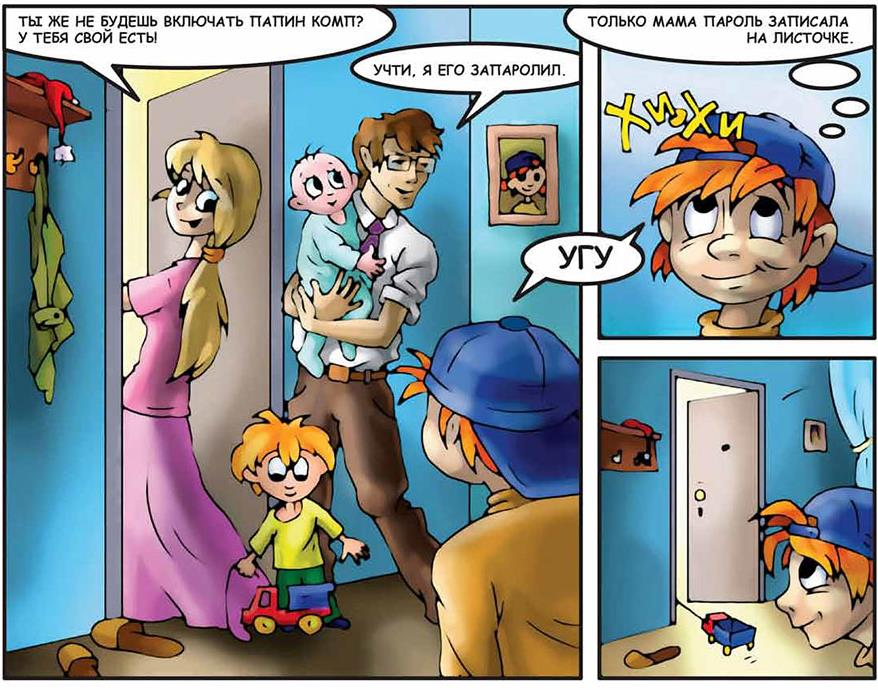 ТЫ ЖЕ НЕ БУДЕШЬ ВКЛЮЧАТЬ ПАПИН КОМП?
У ТЕБЯ СВОЙ ЕСТЬ!
УЧТИ, Я ЕГО ЗАПАРОЛИЛ.
УГУ
ТОЛЬКО МАМА ПАРОЛЬ ЗАПИСАЛА
НА ЛИСТОЧКЕ.
ХИ, ХИ